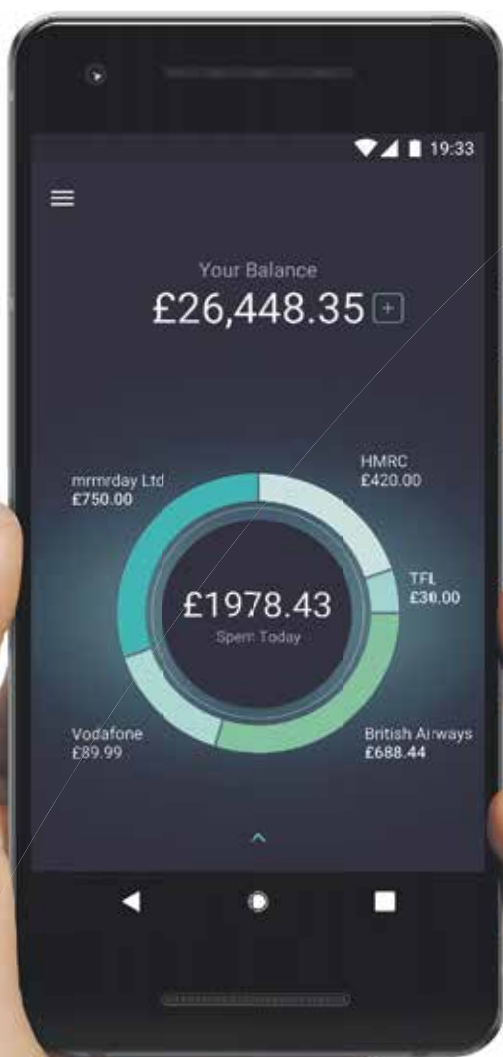 19:33
Your Balance
£26,448.35 +
HMRC
£420.00
mrmrday Ltd
£750.00
TFL
£30.00
£1978.43
Spent Today
Vodafone
£89.99
British Airways
£688.44